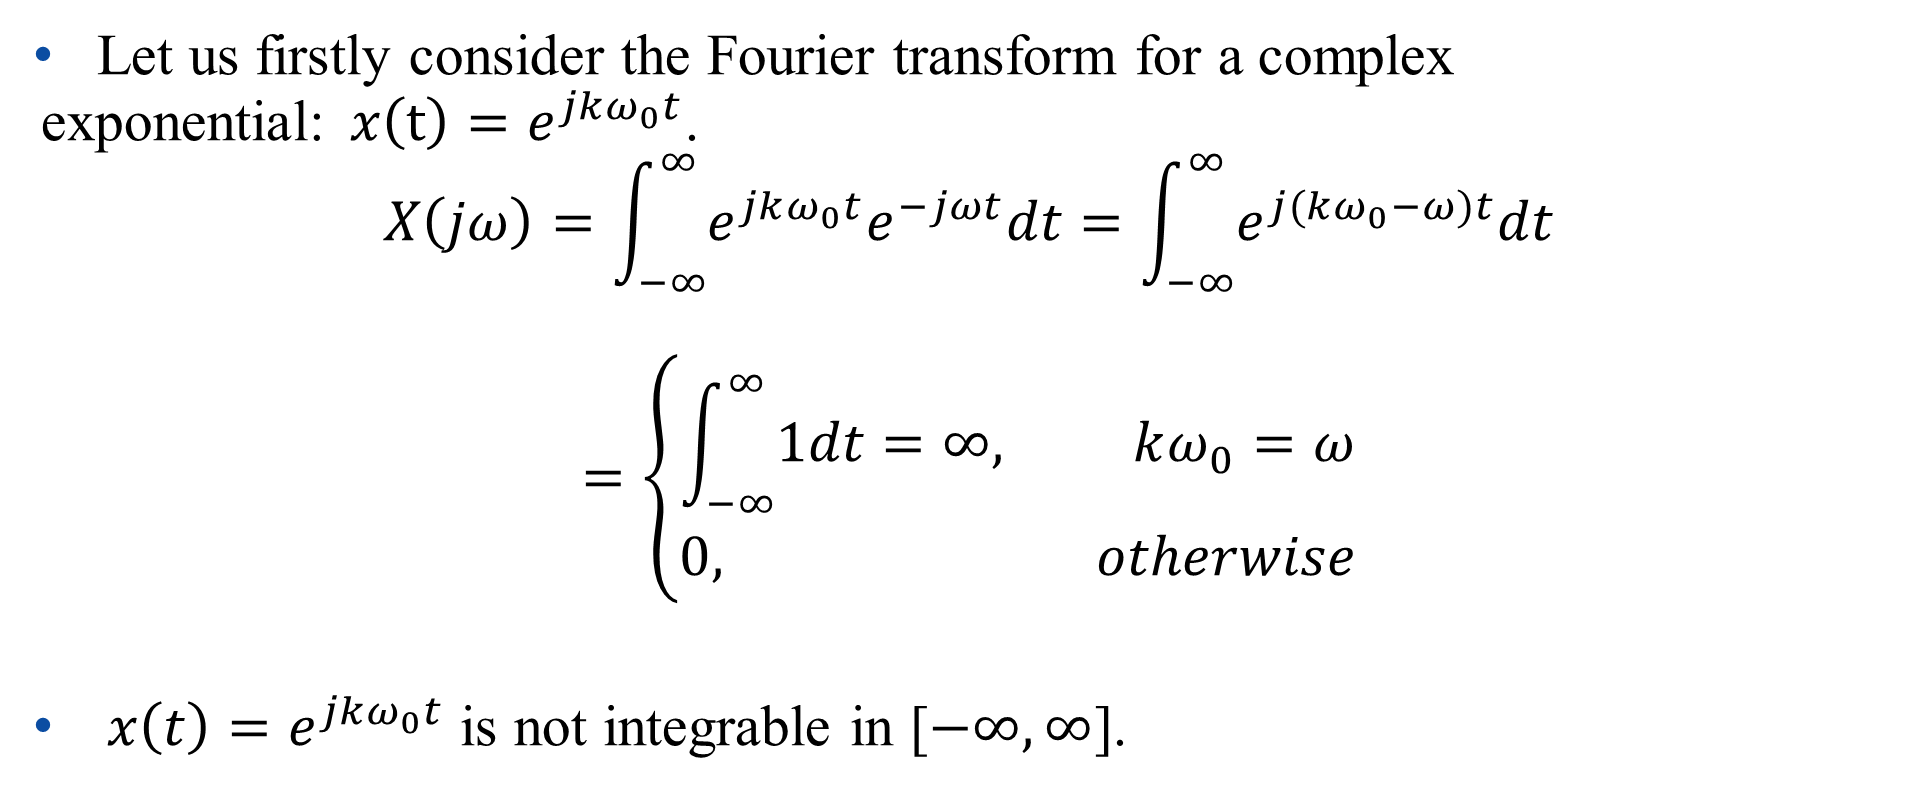 • Let us firstly consider the Fourier transform for a complex
exponential: x(t) = e^{jkω₀t}.
X(jω) = ∫_{−∞}^{∞} e^{jkω₀t} e^{−jωt} dt = ∫_{−∞}^{∞} e^{j(kω₀−ω)t} dt
= { ∫_{−∞}^{∞} 1dt = ∞, kω₀ = ω
0, otherwise
• x(t) = e^{jkω₀t} is not integrable in [−∞, ∞].